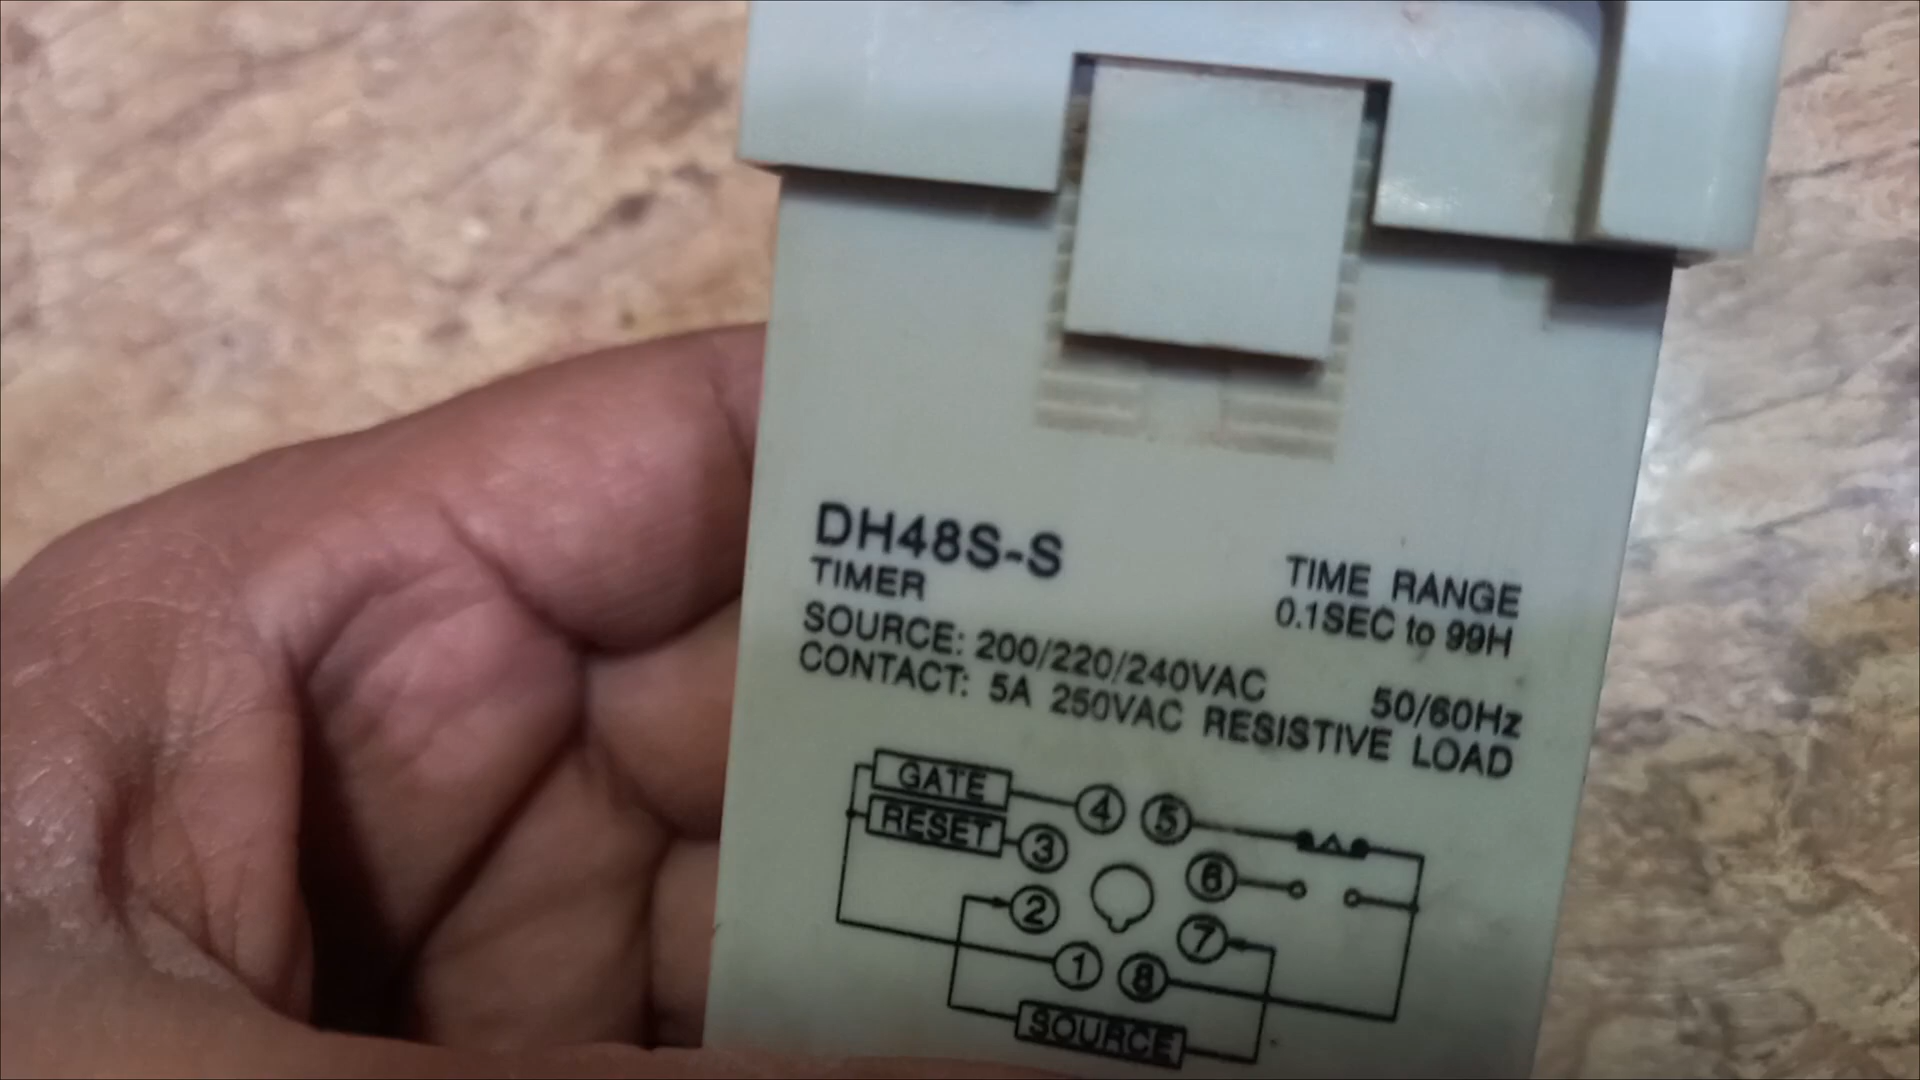 DH48S-S
TIMER
TIME RANGE
0.1SEC to 99H
SOURCE: 200/220/240VAC 50/60Hz
CONTACT: 5A 250VAC RESISTIVE LOAD
GATE 4 5
RESET 3
6
2
7
1 8
SOURCE